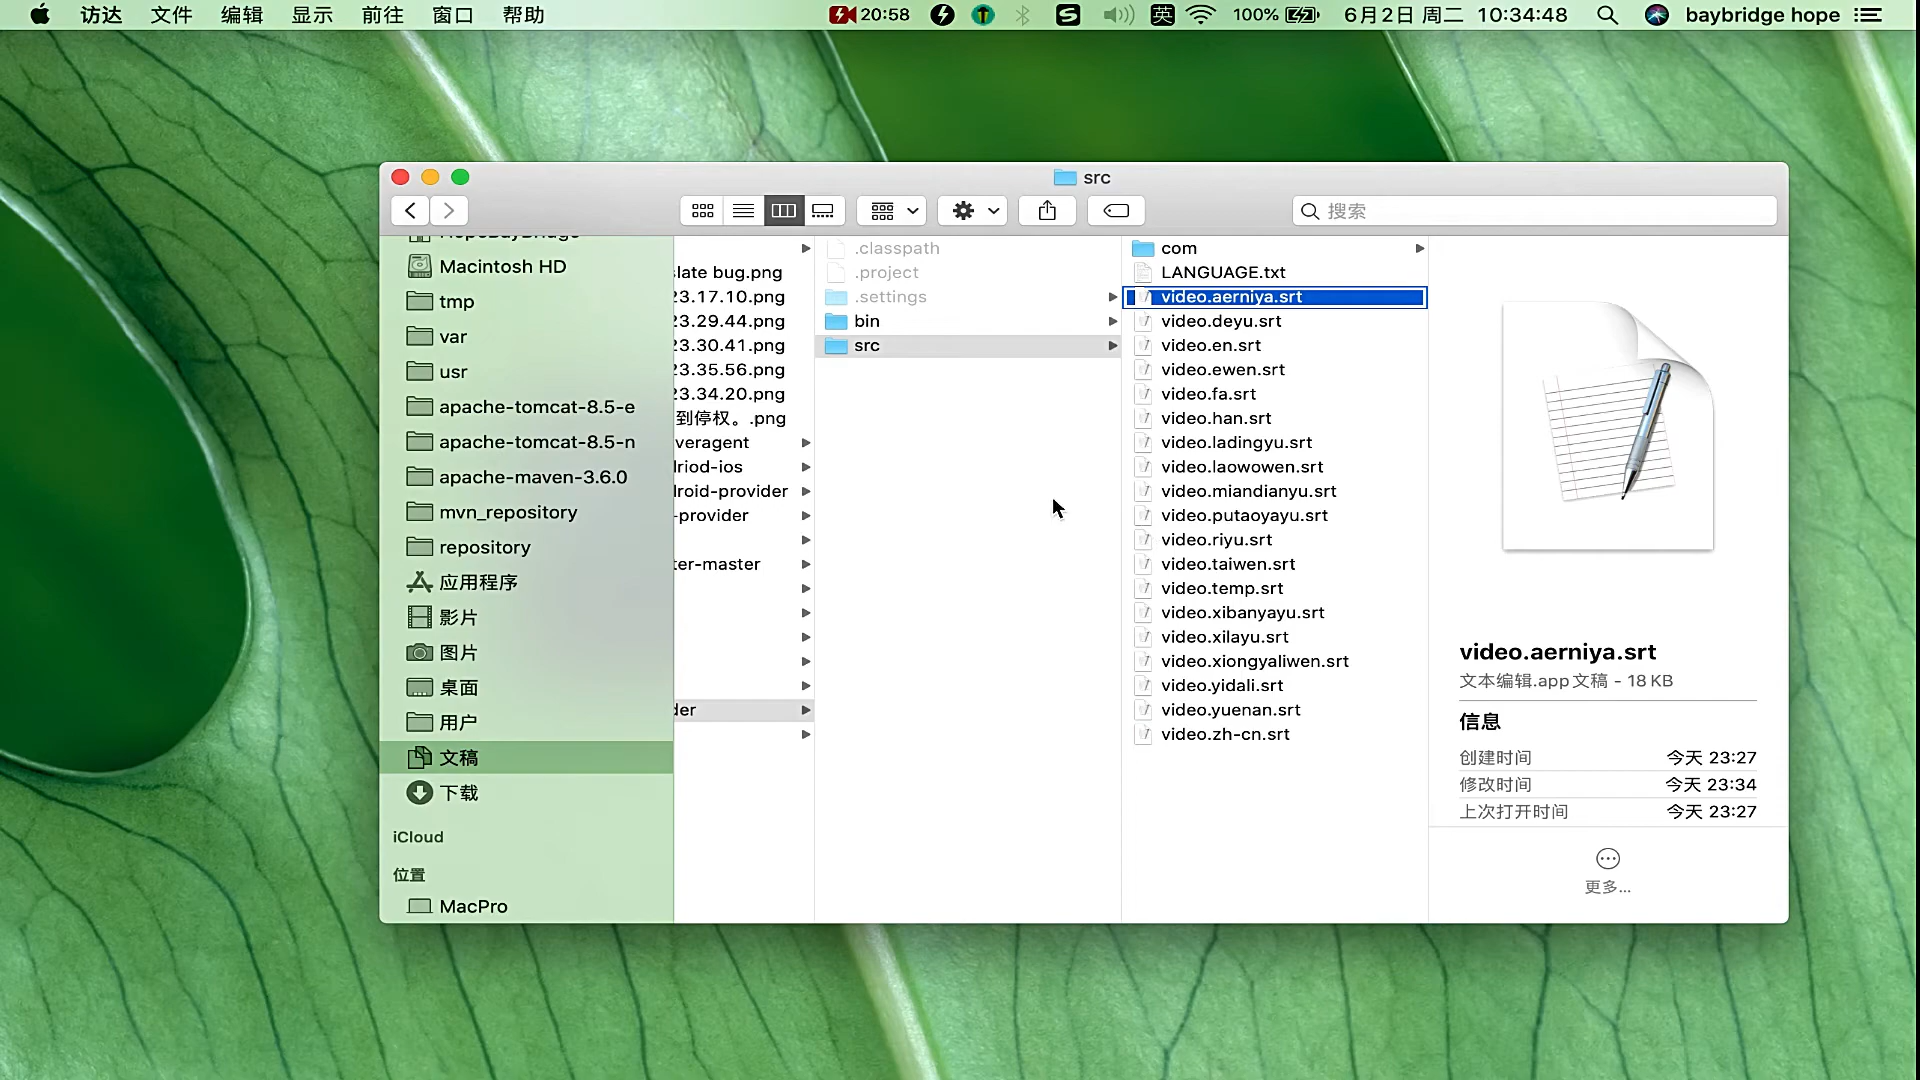 访达 文件 编辑 显示 前往 窗口 帮助 20:58 英 100% 6月2日 周二 10:34:48 baybridge hope
src
搜索
Macintosh HD
tmp
var
usr
apache-tomcat-8.5-e
apache-tomcat-8.5-n
apache-maven-3.6.0
mvn_repository
repository
应用程序
影片
图片
桌面
用户
文稿
下载
iCloud
位置
MacPro
late bug.png
23.17.10.png
23.29.44.png
23.30.41.png
23.35.56.png
23.34.20.png
到停权。.png
veragent
driod-ios
droid-provider
-provider
ter-master
der
.classpath
.project
.settings
bin
src
com
LANGUAGE.txt
video.aerniya.srt
video.deyu.srt
video.en.srt
video.ewen.srt
video.fa.srt
video.han.srt
video.ladingyu.srt
video.laowowen.srt
video.miandianyu.srt
video.putaoyayu.srt
video.riyu.srt
video.taiwen.srt
video.temp.srt
video.xibanyayu.srt
video.xilayu.srt
video.xiongyaliwen.srt
video.yidali.srt
video.yuenan.srt
video.zh-cn.srt
video.aerniya.srt
文本编辑.app文稿 - 18 KB
信息
创建时间 今天 23:27
修改时间 今天 23:34
上次打开时间 今天 23:27
更多...